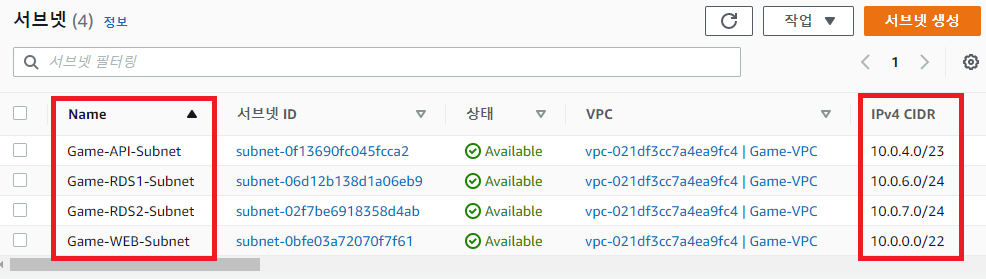 서브넷 (4) 정보
작업 서브넷 생성
서브넷 필터링 1
Name 서브넷 ID 상태 VPC IPv4 CIDR
Game-API-Subnet subnet-0f13690fc045fcca2 Available vpc-021df3cc7a4ea9fc4 | Game-VPC 10.0.4.0/23
Game-RDS1-Subnet subnet-06d12b138d1a06eb9 Available vpc-021df3cc7a4ea9fc4 | Game-VPC 10.0.6.0/24
Game-RDS2-Subnet subnet-02f7be6918358d4ab Available vpc-021df3cc7a4ea9fc4 | Game-VPC 10.0.7.0/24
Game-WEB-Subnet subnet-0bfe03a72070f7f61 Available vpc-021df3cc7a4ea9fc4 | Game-VPC 10.0.0.0/22